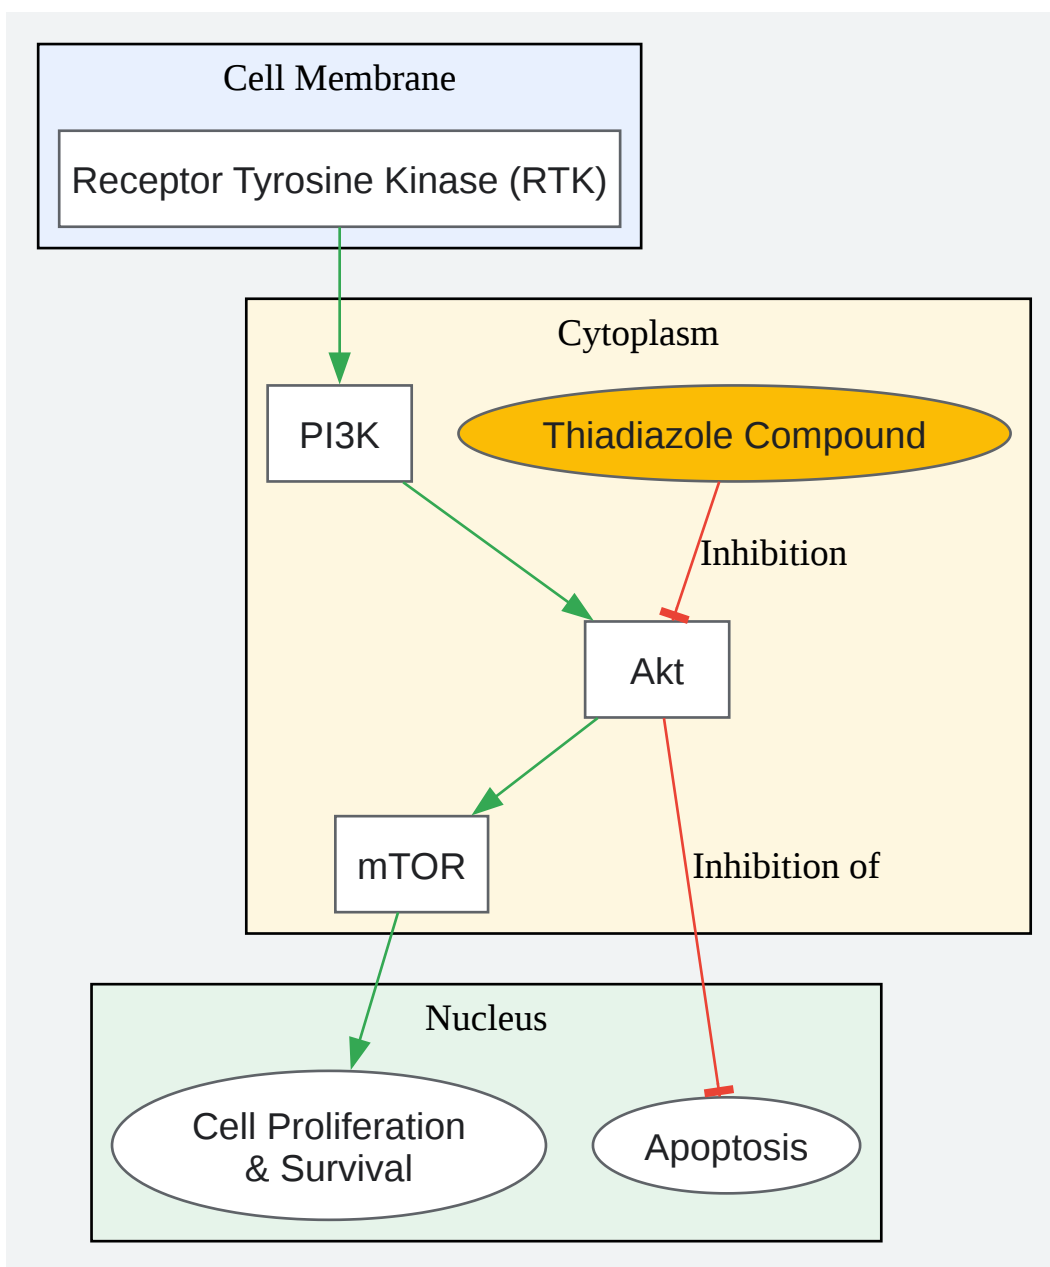 Cell Membrane
Receptor Tyrosine Kinase (RTK)
Cytoplasm
PI3K
Thiadiazole Compound
Inhibition
Akt
mTOR
Inhibition of
Nucleus
Cell Proliferation
& Survival
Apoptosis